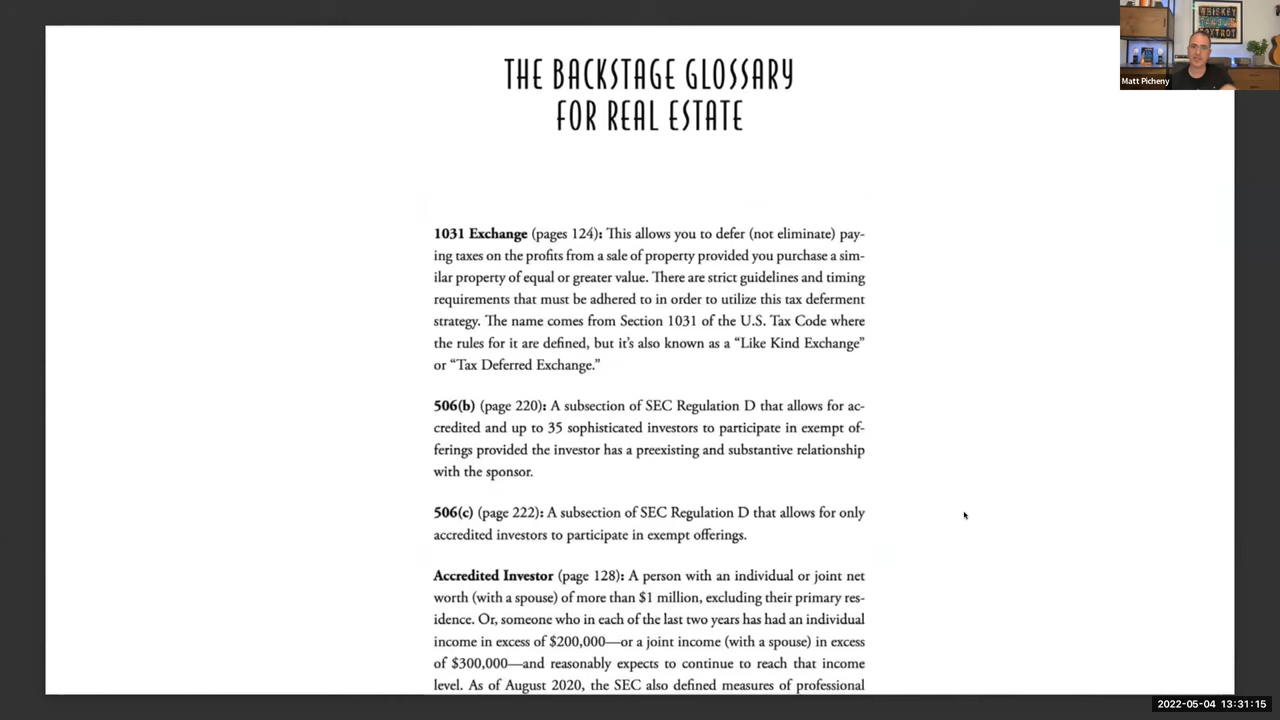 THE BACKSTAGE GLOSSARY
FOR REAL ESTATE
WHISKEY
TANGO
FOXTROT
Matt Picheny
1031 Exchange (pages 124): This allows you to defer (not eliminate) pay-
ing taxes on the profits from a sale of property provided you purchase a sim-
ilar property of equal or greater value. There are strict guidelines and timing
requirements that must be adhered to in order to utilize this tax deferment
strategy. The name comes from Section 1031 of the U.S. Tax Code where
the rules for it are defined, but it’s also known as a “Like Kind Exchange”
or “Tax Deferred Exchange.”
506(b) (page 220): A subsection of SEC Regulation D that allows for ac-
credited and up to 35 sophisticated investors to participate in exempt of-
ferings provided the investor has a preexisting and substantive relationship
with the sponsor.
506(c) (page 222): A subsection of SEC Regulation D that allows for only
accredited investors to participate in exempt offerings.
Accredited Investor (page 128): A person with an individual or joint net
worth (with a spouse) of more than $1 million, excluding their primary res-
idence. Or, someone who in each of the last two years has had an individual
income in excess of $200,000—or a joint income (with a spouse) in excess
of $300,000—and reasonably expects to continue to reach that income
level. As of August 2020, the SEC also defined measures of professional
2022-05-04 13:31:15